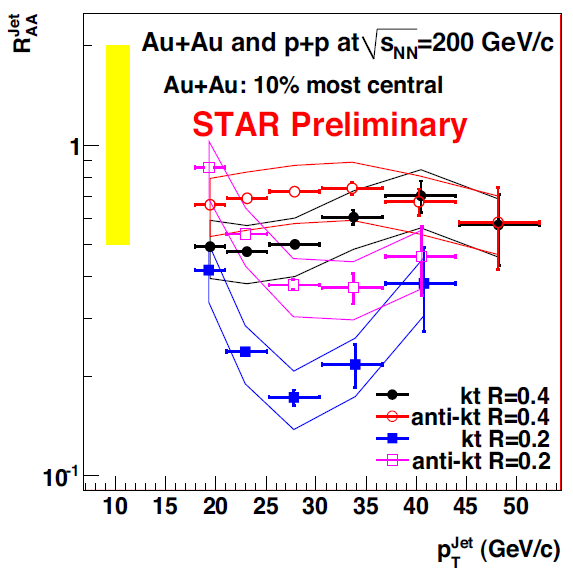 R_AA^Jet
Au+Au and p+p at √s_NN=200 GeV/c
Au+Au: 10% most central
STAR Preliminary
1
10^-1
kt R=0.4
anti-kt R=0.4
kt R=0.2
anti-kt R=0.2
10 15 20 25 30 35 40 45 50
p_T^Jet (GeV/c)